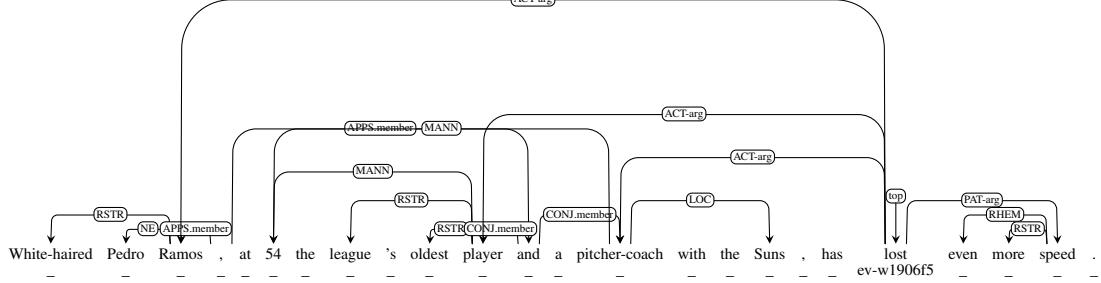 ACT-arg
ACT-arg
APPS.member MANN
ACT-arg
MANN
top
RSTR LOC PAT-arg
RSTR CONJ.member RHEM
NE APPS.member RSTR CONJ.member RSTR
White-haired Pedro Ramos , at 54 the league 's oldest player and a pitcher-coach with the Suns , has lost even more speed .
_ _ _ _ _ _ _ _ _ _ _ _ _ _ _ ev-w1906f5 _ _ _ _